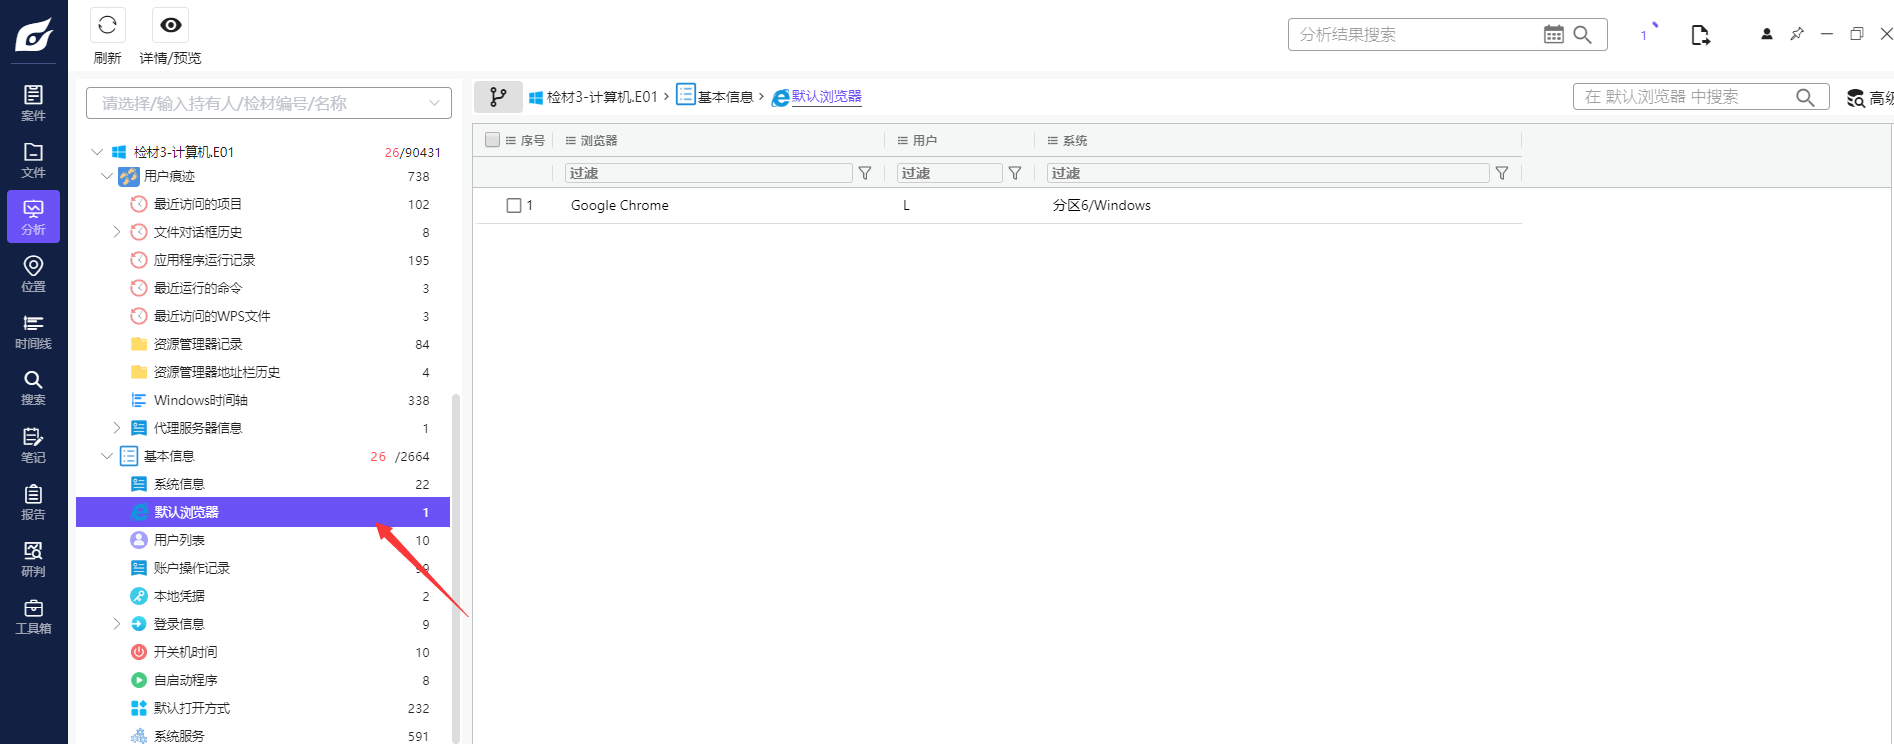 刷新
详情/预览
分析结果搜索
1
案件
文件
分析
位置
时间线
搜索
笔记
报告
研判
工具箱
请选择/输入持有人/检材编号/名称
检材3-计算机.E01 26/90431
用户痕迹 738
最近访问的项目 102
文件对话框历史 8
应用程序运行记录 195
最近运行的命令 3
最近访问的WPS文件 3
资源管理器记录 84
资源管理器地址栏历史 4
Windows时间轴 338
代理服务器信息 1
基本信息 26 /2664
系统信息 22
默认浏览器 1
用户列表 10
账户操作记录 99
本地凭据 2
登录信息 9
开关机时间 10
自启动程序 8
默认打开方式 232
系统服务 591
检材3-计算机.E01 > 基本信息 > 默认浏览器
在 默认浏览器 中搜索
高级
序号 浏览器 用户 系统
过滤 过滤 过滤
1 Google Chrome L 分区6/Windows